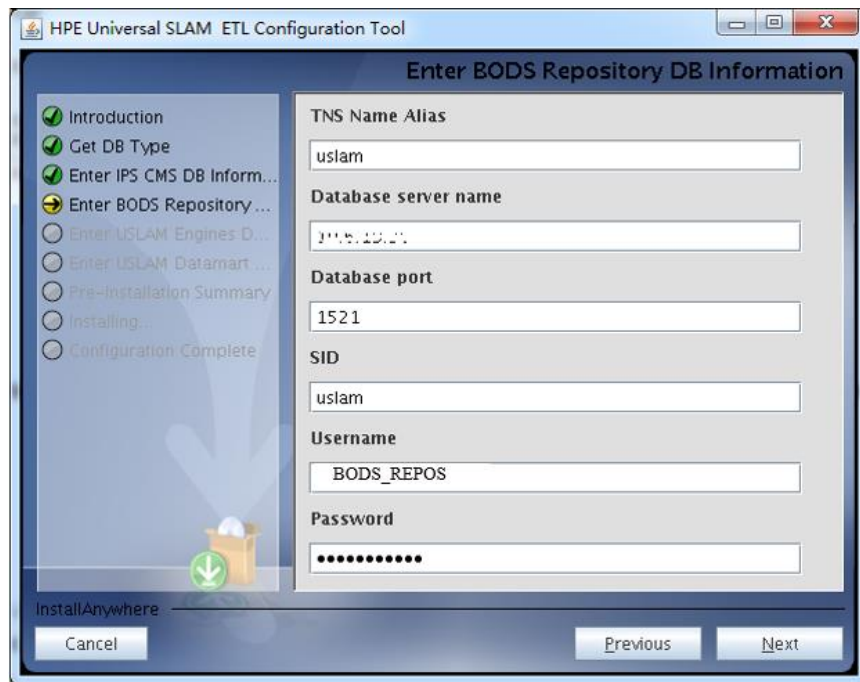 HPE Universal SLAM ETL Configuration Tool
Enter BODS Repository DB Information
Introduction
Get DB Type
Enter IPS CMS DB Inform...
Enter BODS Repository ...
Enter USLAM Engines D...
Enter USLAM Datamart ...
Pre-Installation Summary
Installing...
Configuration Complete
TNS Name Alias
uslam
Database server name
Database port
1521
SID
uslam
Username
BODS_REPOS
Password
•••••••••••
InstallAnywhere
Cancel
Previous
Next